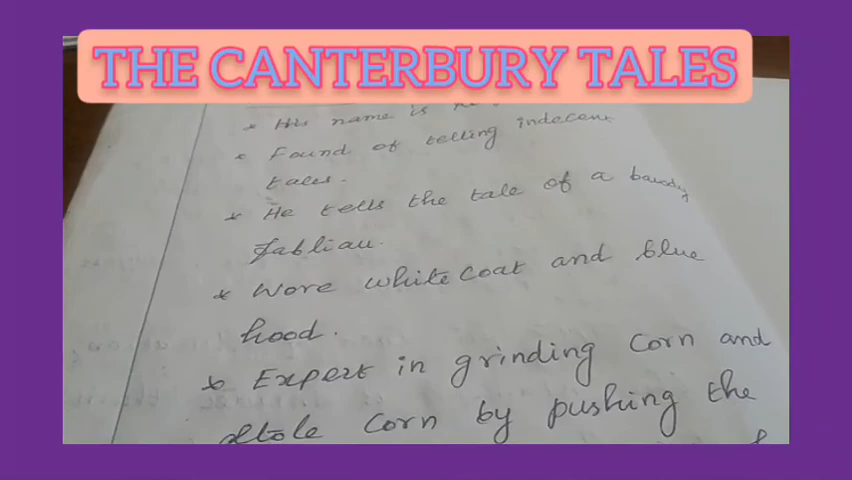 THE CANTERBURY TALES
* His name is
* Found of telling indecent
tales.
* He tells the tale of a bawdy
fabliau.
* Wore white coat and blue
hood.
* Expert in grinding corn and
stole corn by pushing the